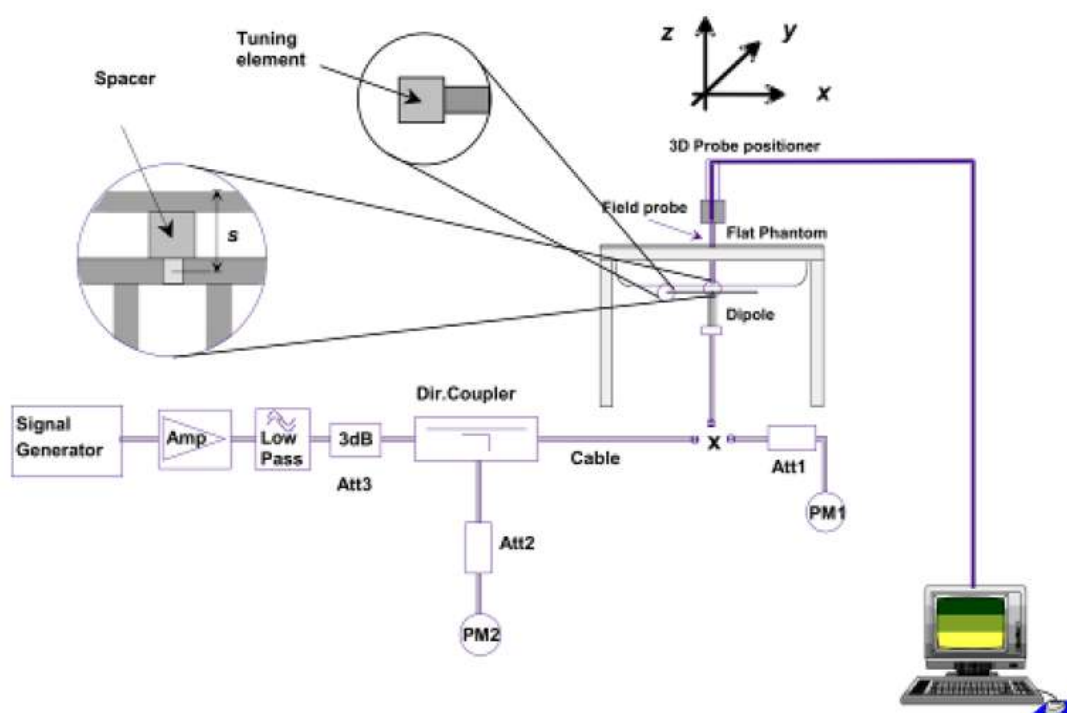 Tuning
element
Spacer
s
z
y
x
3D Probe positioner
Field probe
Flat Phantom
Dipole
Dir.Coupler
Signal
Generator
Amp
Low
Pass
3dB
Att3
Cable
X
Att1
PM1
Att2
PM2